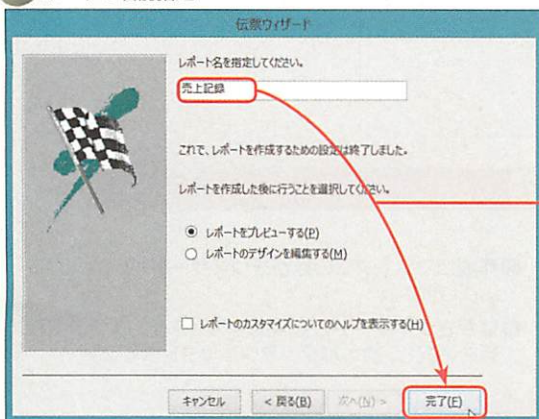 伝票ウィザード
レポート名を指定してください。
売上記録
これで、レポートを作成するための設定は終了しました。
レポートを作成した後に行うことを選択してください。
レポートをプレビューする(P)
レポートのデザインを編集する(M)
レポートのカスタマイズについてのヘルプを表示する(H)
キャンセル
< 戻る(B)
次へ(N) >
完了(F)